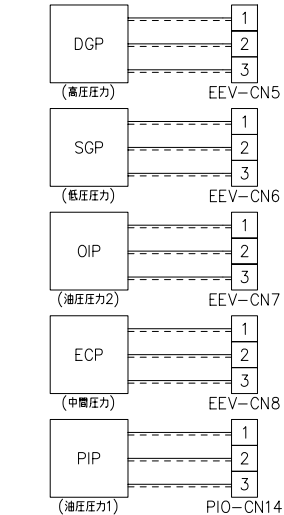 DGP
1
2
3
(高圧圧力)
EEV-CN5
SGP
1
2
3
(低圧圧力)
EEV-CN6
OIP
1
2
3
(油圧圧力2)
EEV-CN7
ECP
1
2
3
(中間圧力)
EEV-CN8
PIP
1
2
3
(油圧圧力1)
PIO-CN14